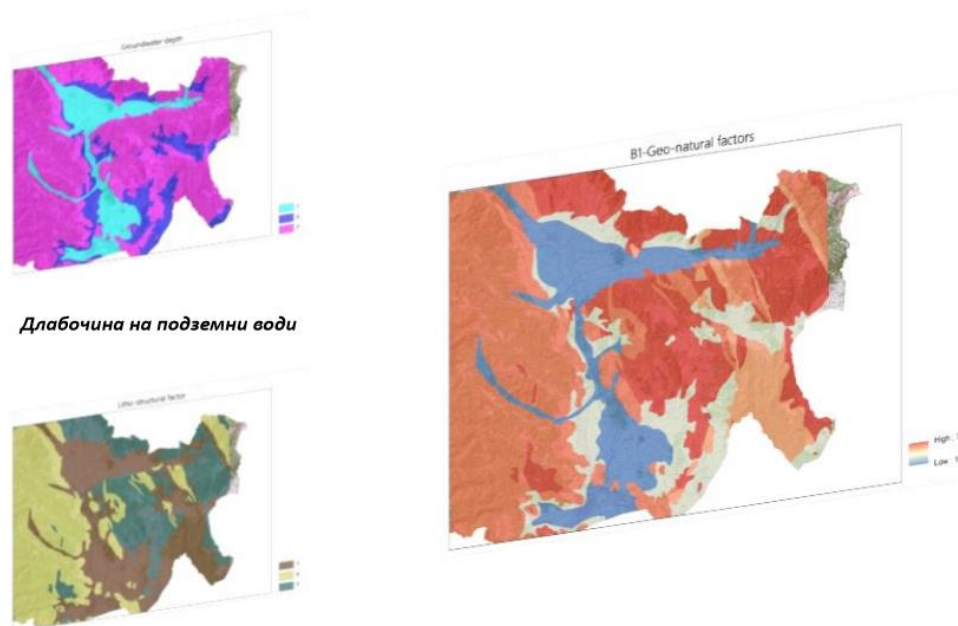 Groundwater depth
Длабочина на подземни води
Litho-structural factor
B1-Geo-natural factors
High :
Low :